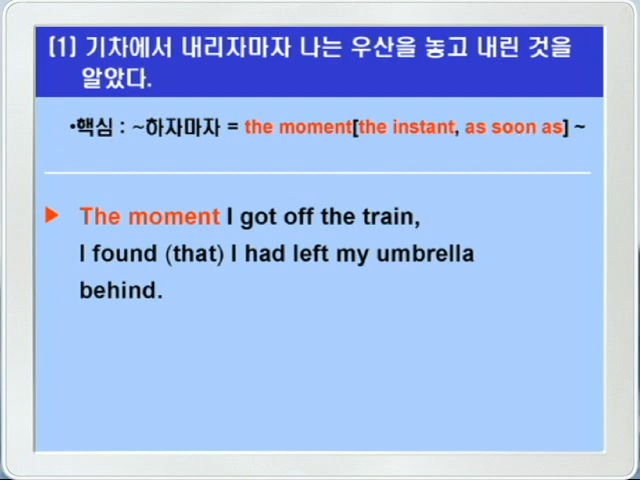 [1] 기차에서 내리자마자 나는 우산을 놓고 내린 것을
알았다.
•핵심 : ~하자마자 = the moment[the instant, as soon as] ~
▶ The moment I got off the train,
I found (that) I had left my umbrella
behind.